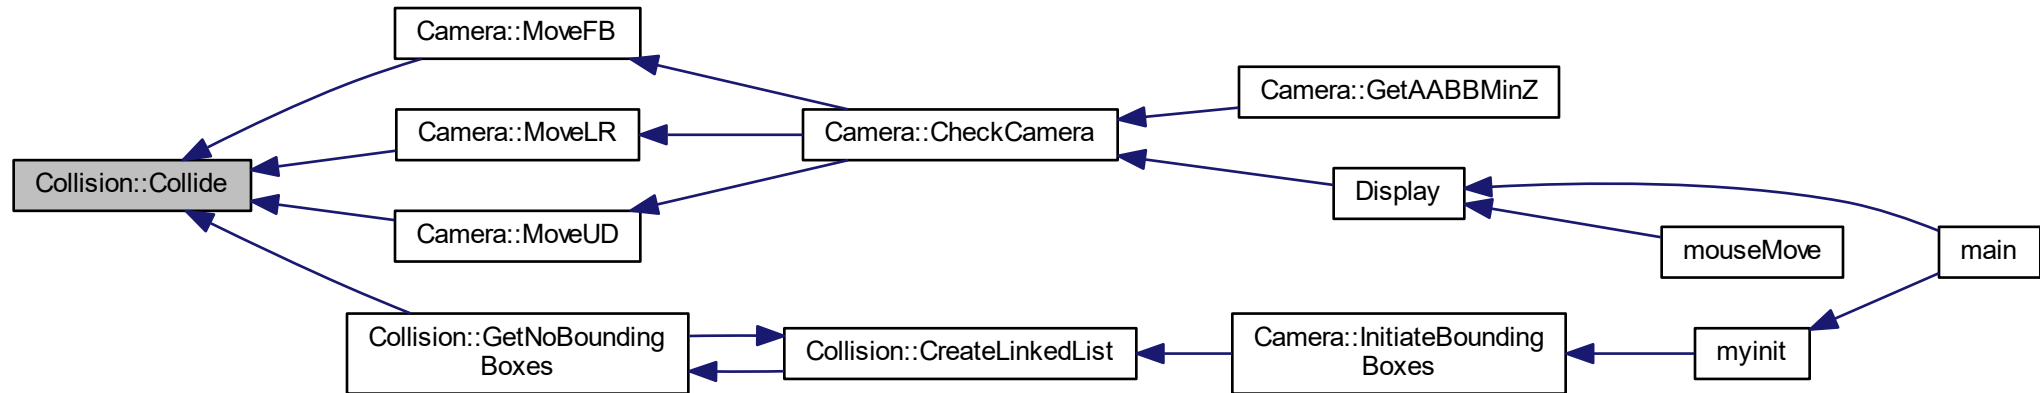 Camera::MoveFB
Camera::GetAABBMinZ
Camera::MoveLR
Camera::CheckCamera
Collision::Collide
Display
Camera::MoveUD
mouseMove
main
Collision::GetNoBounding
Boxes
Collision::CreateLinkedList
Camera::InitiateBounding
Boxes
myinit